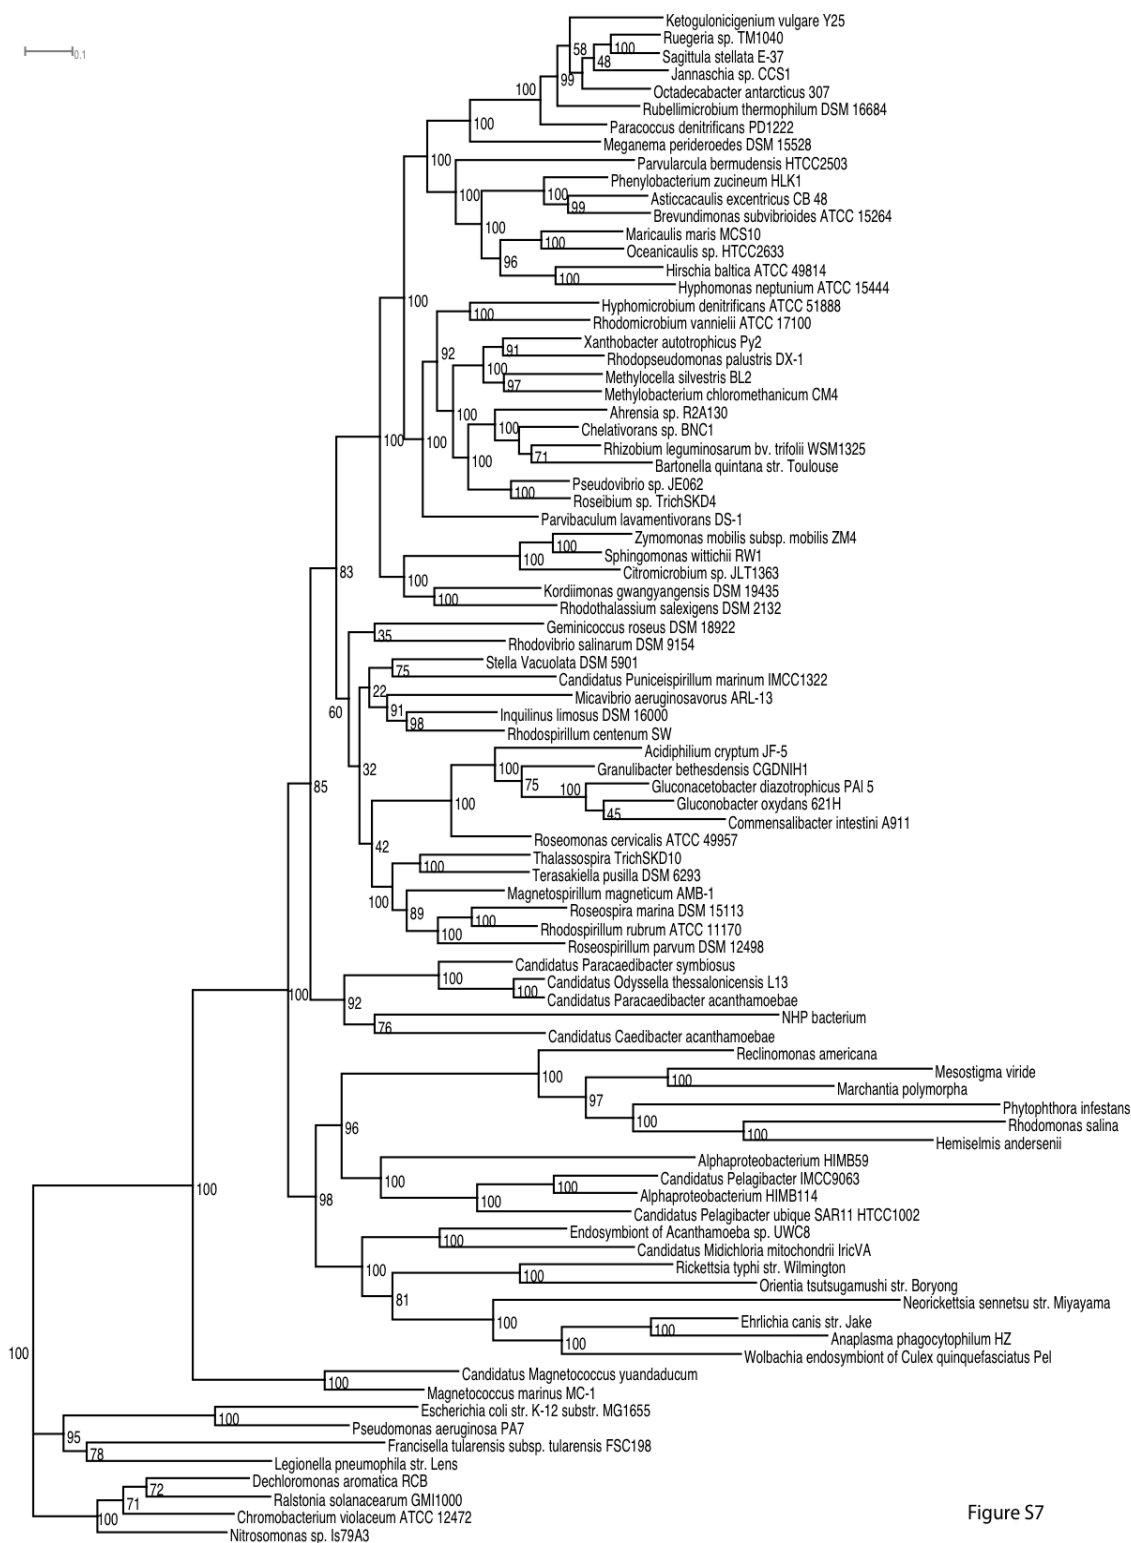 Ketogulonicigenium vulgare Y25
Ruegeria sp. TM1040
0.1
58
100
Sagittula stellata E-37
48
Jannaschia sp. CCS1
99
100
Octadecabacter antarcticus 307
Rubellimicrobium thermophilum DSM 16684
100
Paracoccus denitrificans PD1222
Meganema perideroedes DSM 15528
100
Parvularcula bermudensis HTCC2503
Phenylobacterium zucineum HLK1
100
100
Asticcacaulis excentricus CB 48
99
Brevundimonas subvibrioides ATCC 15264
100
Maricaulis maris MCS10
100
Oceanicaulis sp. HTCC2633
96
Hirschia baltica ATCC 49814
100
Hyphomonas neptunium ATCC 15444
100
Hyphomicrobium denitrificans ATCC 51888
100
Rhodomicrobium vannielii ATCC 17100
Xanthobacter autotrophicus Py2
92
91
Rhodopseudomonas palustris DX-1
100
Methylocella silvestris BL2
97
Methylobacterium chloromethanicum CM4
100
Ahrensia sp. R2A130
100
Chelativorans sp. BNC1
100
100
Rhizobium leguminosarum bv. trifolii WSM1325
71
100
Bartonella quintana str. Toulouse
Pseudovibrio sp. JE062
100
Roseibium sp. TrichSKD4
Parvibaculum lavamentivorans DS-1
Zymomonas mobilis subsp. mobilis ZM4
100
Sphingomonas wittichii RW1
100
Citromicrobium sp. JLT1363
83
100
Kordiimonas gwangyangensis DSM 19435
100
Rhodothalassium salexigens DSM 2132
Geminicoccus roseus DSM 18922
35
Rhodovibrio salinarum DSM 9154
Stella Vacuolata DSM 5901
75
Candidatus Puniceispirillum marinum IMCC1322
22
Micavibrio aeruginosavorus ARL-13
60
91
Inquilinus limosus DSM 16000
98
Rhodospirillum centenum SW
Acidiphilium cryptum JF-5
32
100
Granulibacter bethesdensis CGDNIH1
85
75
100
Gluconacetobacter diazotrophicus PAl 5
100
Gluconobacter oxydans 621H
45
Commensalibacter intestini A911
Roseomonas cervicalis ATCC 49957
42
Thalassospira TrichSKD10
100
Terasakiella pusilla DSM 6293
100
Magnetospirillum magneticum AMB-1
89
Roseospira marina DSM 15113
100
Rhodospirillum rubrum ATCC 11170
100
Roseospirillum parvum DSM 12498
Candidatus Paracaedibacter symbiosus
100
Candidatus Odyssella thessalonicensis L13
100
100
Candidatus Paracaedibacter acanthamoebae
92
NHP bacterium
76
Candidatus Caedibacter acanthamoebae
Reclinomonas americana
100
Mesostigma viride
100
Marchantia polymorpha
97
Phytophthora infestans
100
Rhodomonas salina
96
100
Hemiselmis andersenii
Alphaproteobacterium HIMB59
100
Candidatus Pelagibacter IMCC9063
100
100
Alphaproteobacterium HIMB114
98
100
Candidatus Pelagibacter ubique SAR11 HTCC1002
Endosymbiont of Acanthamoeba sp. UWC8
100
Candidatus Midichloria mitochondrii IricVA
100
Rickettsia typhi str. Wilmington
100
Orientia tsutsugamushi str. Boryong
81
Neorickettsia sennetsu str. Miyayama
100
Ehrlichia canis str. Jake
100
Anaplasma phagocytophilum HZ
100
100
Wolbachia endosymbiont of Culex quinquefasciatus Pel
Candidatus Magnetococcus yuandaducum
100
Magnetococcus marinus MC-1
Escherichia coli str. K-12 substr. MG1655
100
Pseudomonas aeruginosa PA7
95
Francisella tularensis subsp. tularensis FSC198
78
Legionella pneumophila str. Lens
Dechloromonas aromatica RCB
72
Ralstonia solanacearum GMI1000
71
Chromobacterium violaceum ATCC 12472
100
Nitrosomonas sp. Is79A3
Figure S7